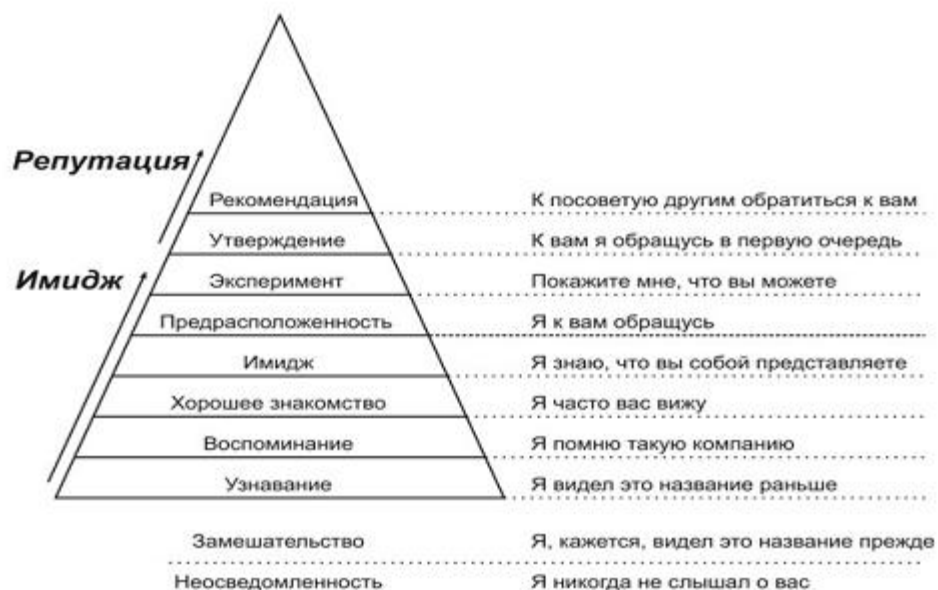 Репутация
Рекомендация К посоветую другим обратиться к вам
Утверждение К вам я обращусь в первую очередь
Имидж
Эксперимент Покажите мне, что вы можете
Предрасположенность Я к вам обращусь
Имидж Я знаю, что вы собой представляете
Хорошее знакомство Я часто вас вижу
Воспоминание Я помню такую компанию
Узнавание Я видел это название раньше
Замешательство Я, кажется, видел это название прежде
Неосведомленность Я никогда не слышал о вас